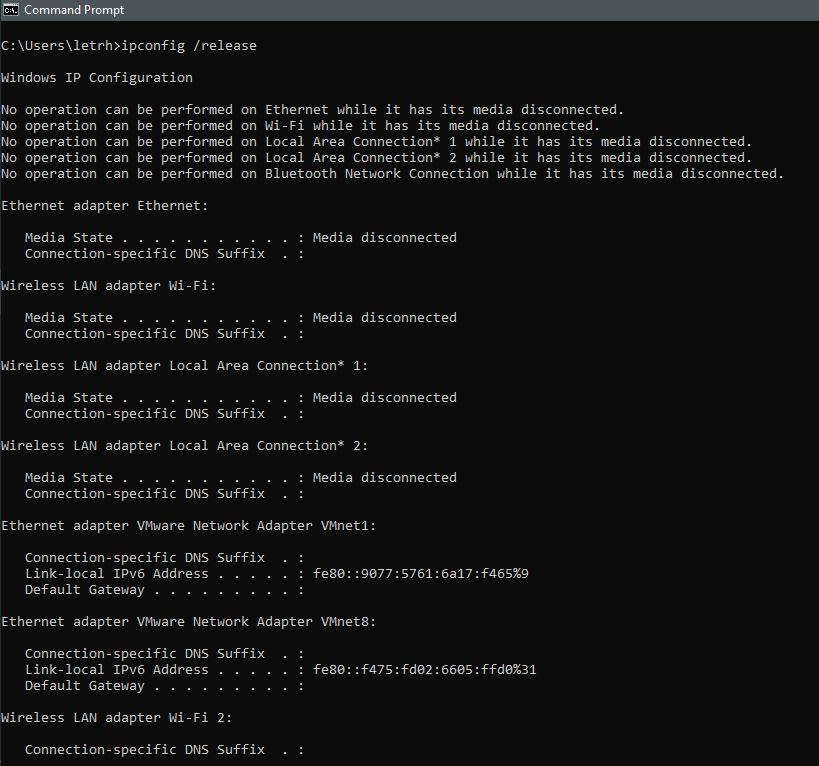 Command Prompt
C:\Users\letrh>ipconfig /release
Windows IP Configuration
No operation can be performed on Ethernet while it has its media disconnected.
No operation can be performed on Wi-Fi while it has its media disconnected.
No operation can be performed on Local Area Connection* 1 while it has its media disconnected.
No operation can be performed on Local Area Connection* 2 while it has its media disconnected.
No operation can be performed on Bluetooth Network Connection while it has its media disconnected.
Ethernet adapter Ethernet:
Media State . . . . . . . . . . . : Media disconnected
Connection-specific DNS Suffix  . :
Wireless LAN adapter Wi-Fi:
Media State . . . . . . . . . . . : Media disconnected
Connection-specific DNS Suffix  . :
Wireless LAN adapter Local Area Connection* 1:
Media State . . . . . . . . . . . : Media disconnected
Connection-specific DNS Suffix  . :
Wireless LAN adapter Local Area Connection* 2:
Media State . . . . . . . . . . . : Media disconnected
Connection-specific DNS Suffix  . :
Ethernet adapter VMware Network Adapter VMnet1:
Connection-specific DNS Suffix  . :
Link-local IPv6 Address . . . . . : fe80::9077:5761:6a17:f465%9
Default Gateway . . . . . . . . . :
Ethernet adapter VMware Network Adapter VMnet8:
Connection-specific DNS Suffix  . :
Link-local IPv6 Address . . . . . : fe80::f475:fd02:6605:ffd0%31
Default Gateway . . . . . . . . . :
Wireless LAN adapter Wi-Fi 2:
Connection-specific DNS Suffix  . :